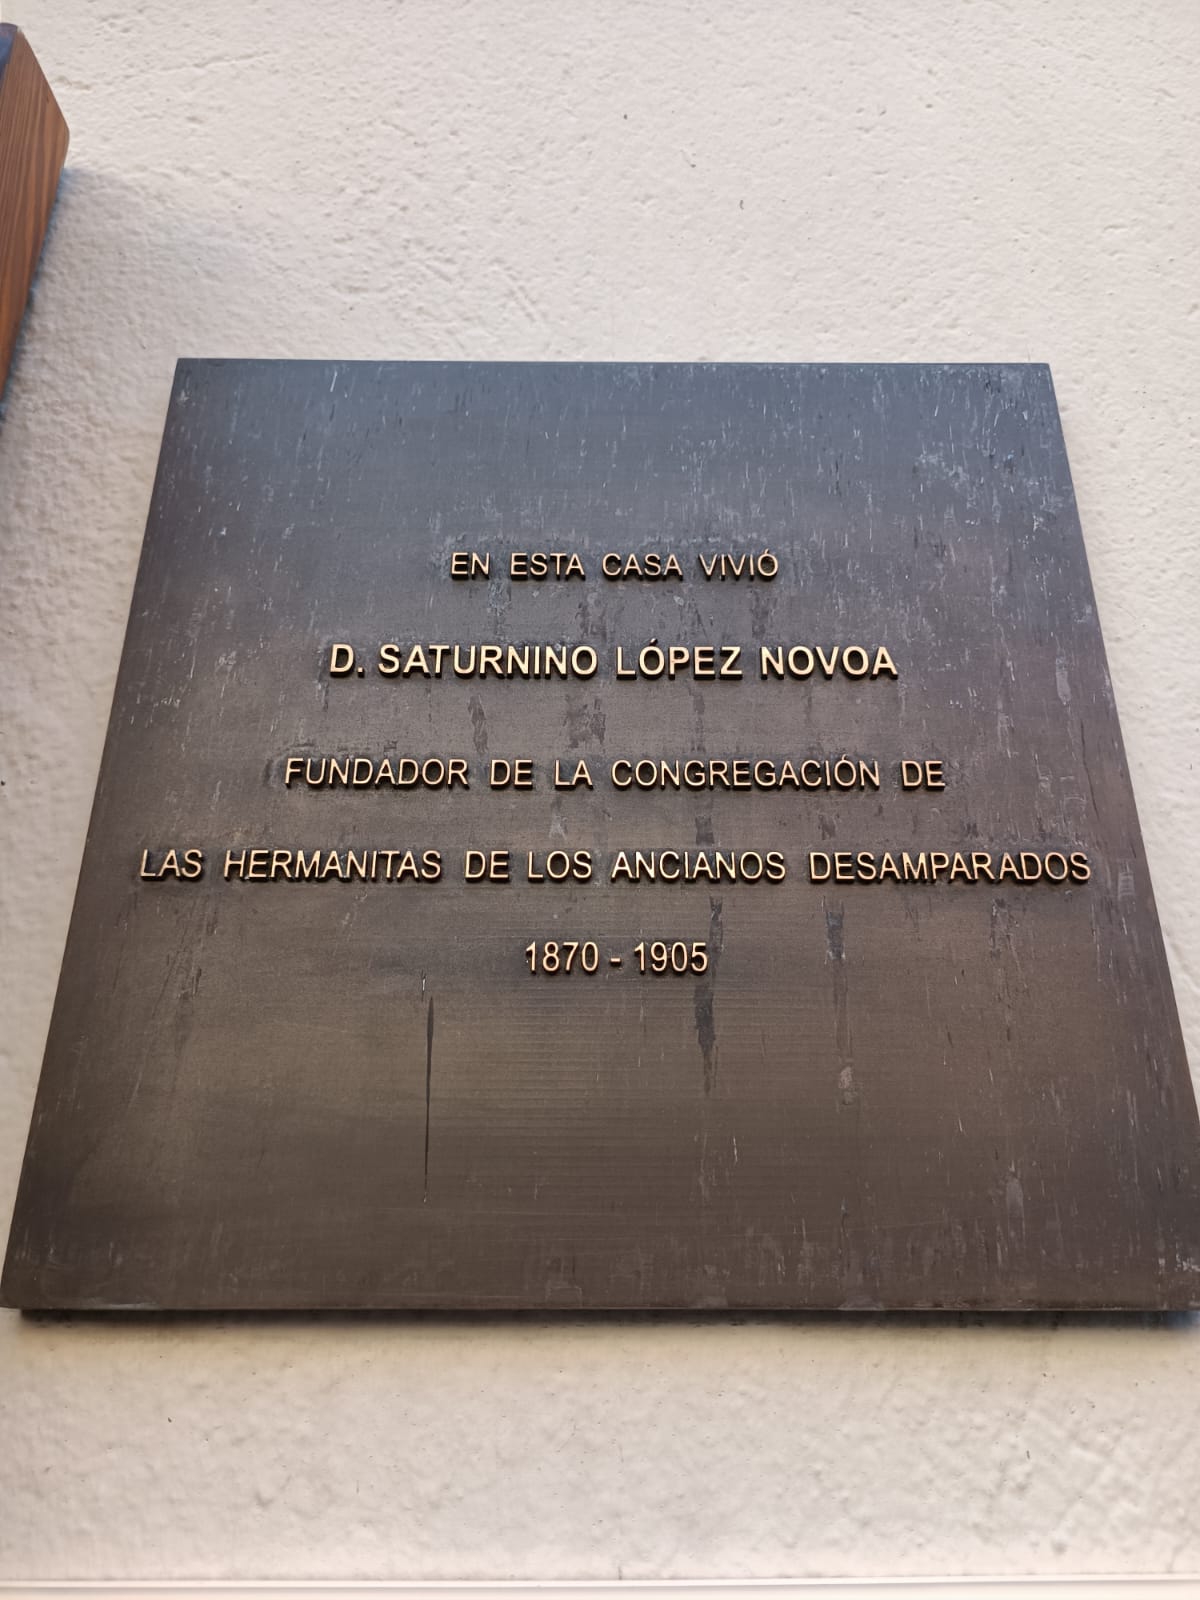 EN ESTA CASA VIVIÓ
D. SATURNINO LÓPEZ NOVOA
FUNDADOR DE LA CONGREGACIÓN DE
LAS HERMANITAS DE LOS ANCIANOS DESAMPARADOS
1870 - 1905